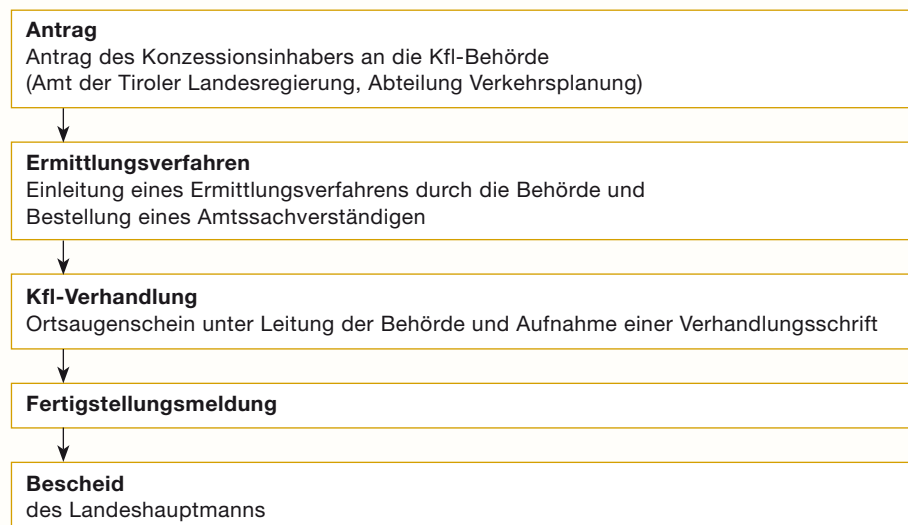 Antrag
Antrag des Konzessionsinhabers an die Kfl-Behörde
(Amt der Tiroler Landesregierung, Abteilung Verkehrsplanung)
Ermittlungsverfahren
Einleitung eines Ermittlungsverfahrens durch die Behörde und
Bestellung eines Amtssachverständigen
Kfl-Verhandlung
Ortsaugenschein unter Leitung der Behörde und Aufnahme einer Verhandlungsschrift
Fertigstellungsmeldung
Bescheid
des Landeshauptmanns